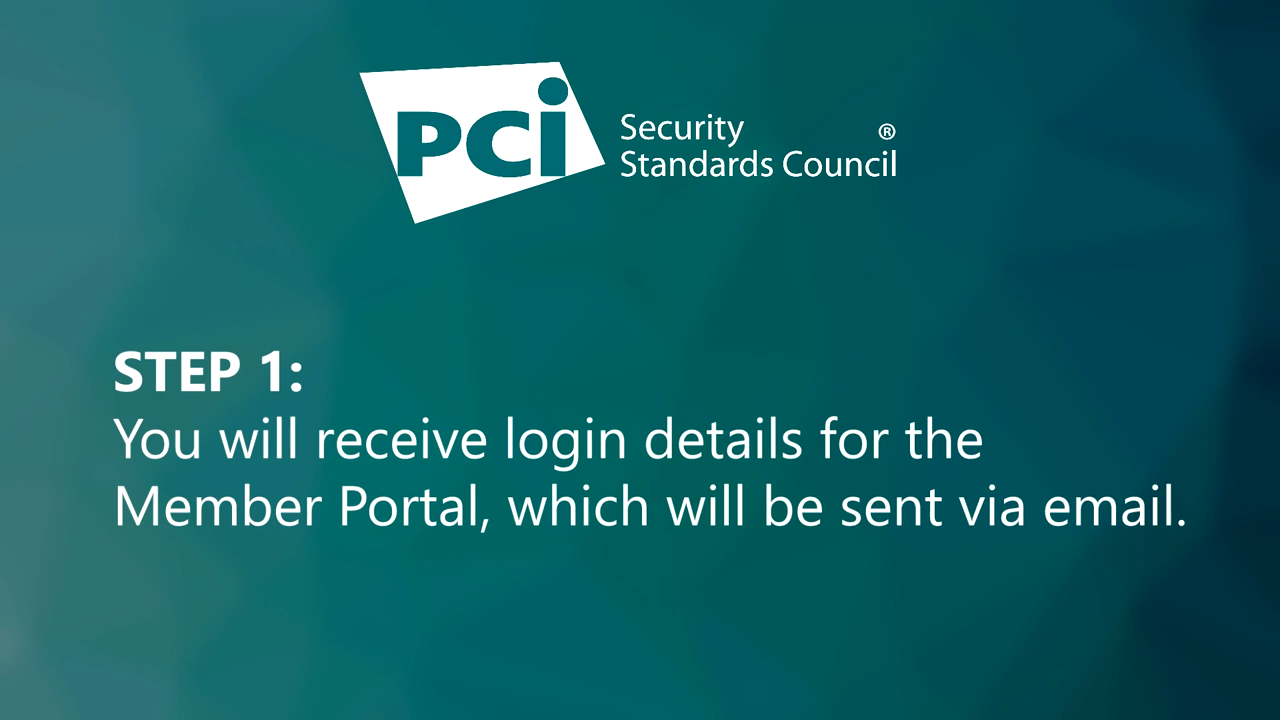 PCi
Security
Standards Council ®
STEP 1:
You will receive login details for the
Member Portal, which will be sent via email.